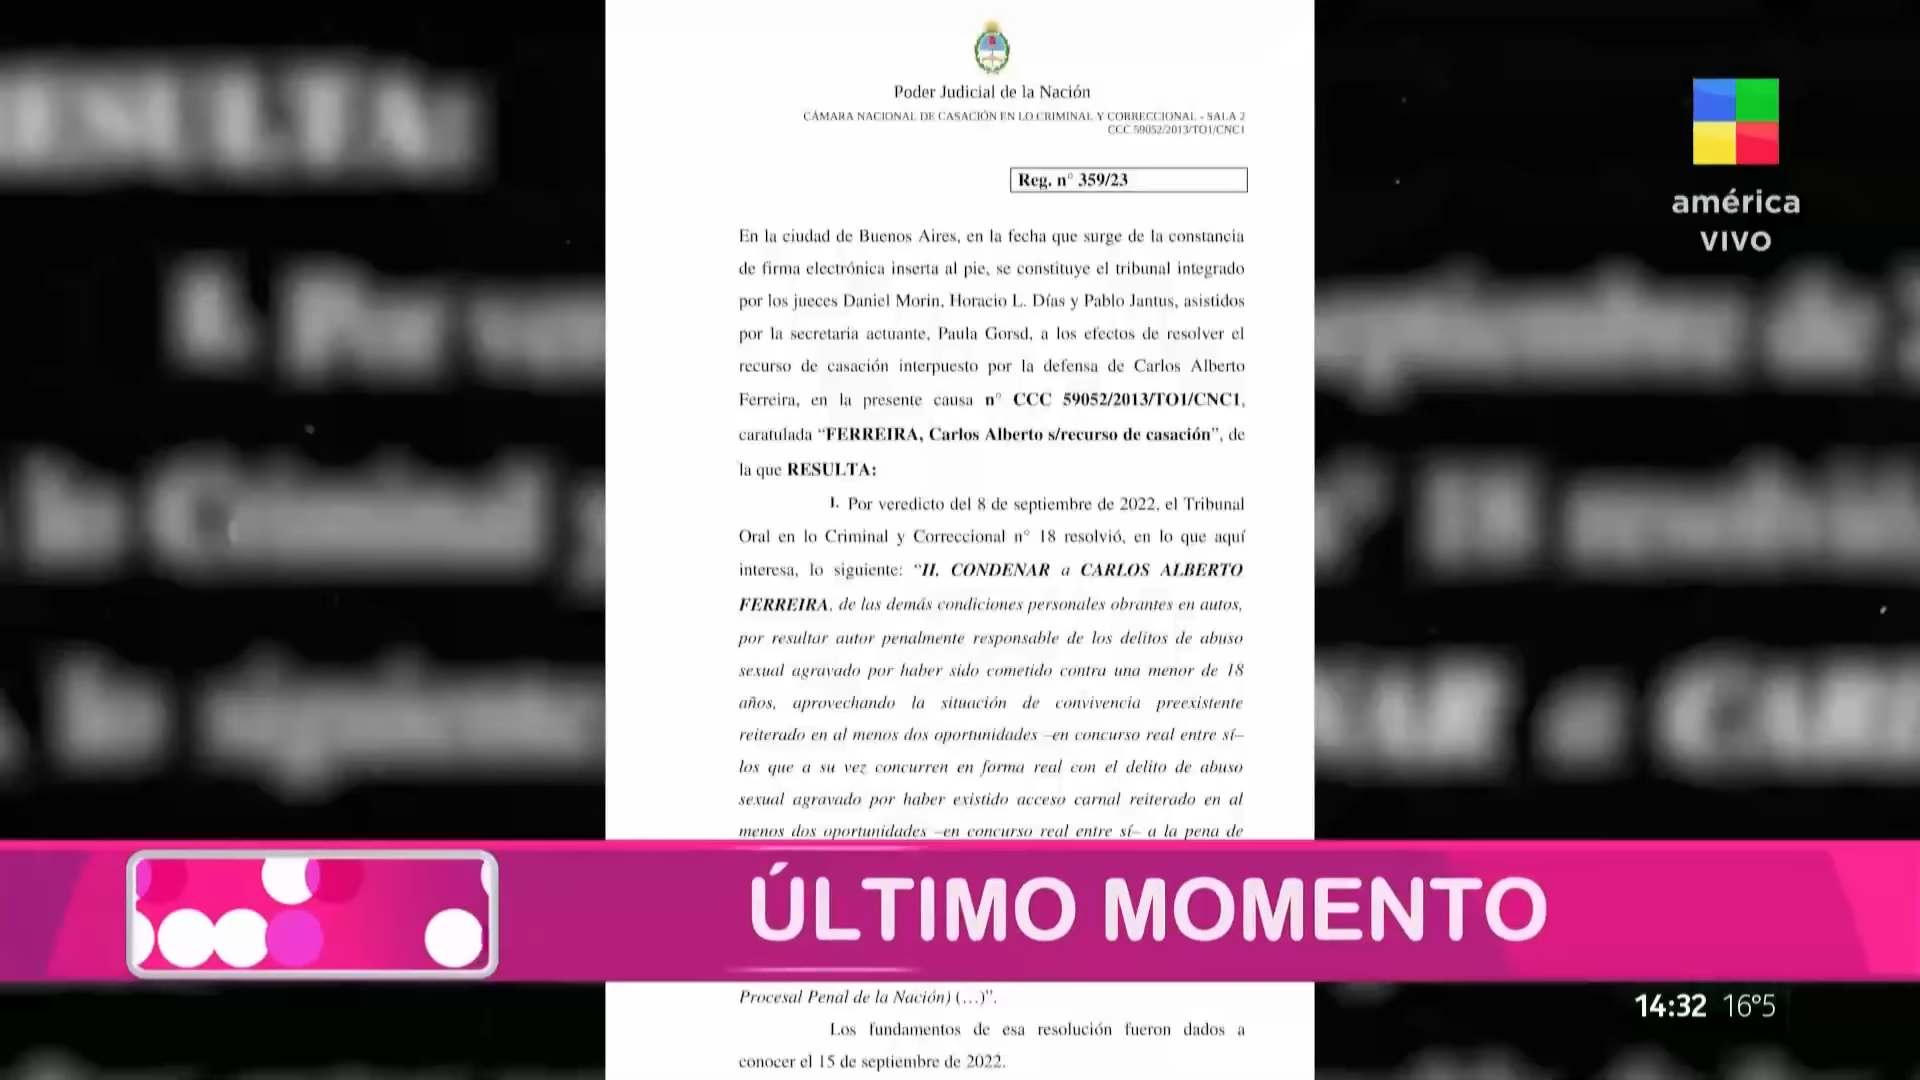 Poder Judicial de la Nación
CÁMARA NACIONAL DE CASACIÓN EN LO CRIMINAL Y CORRECCIONAL - SALA 2
CCC 59052/2013/TO1/CNC1
Reg. n° 359/23
En la ciudad de Buenos Aires, en la fecha que surge de la constancia
de firma electrónica inserta al pie, se constituye el tribunal integrado
por los jueces Daniel Morin, Horacio L. Días y Pablo Jantus, asistidos
por la secretaria actuante, Paula Gorsd, a los efectos de resolver el
recurso de casación interpuesto por la defensa de Carlos Alberto
Ferreira, en la presente causa n° CCC 59052/2013/TO1/CNC1,
caratulada “FERREIRA, Carlos Alberto s/recurso de casación”, de
la que RESULTA:
I. Por veredicto del 8 de septiembre de 2022, el Tribunal
Oral en lo Criminal y Correccional n° 18 resolvió, en lo que aquí
interesa, lo siguiente: “II. CONDENAR a CARLOS ALBERTO
FERREIRA, de las demás condiciones personales obrantes en autos,
por resultar autor penalmente responsable de los delitos de abuso
sexual agravado por haber sido cometido contra una menor de 18
años, aprovechando la situación de convivencia preexistente
reiterado en al menos dos oportunidades –en concurso real entre sí–
los que a su vez concurren en forma real con el delito de abuso
sexual agravado por haber existido acceso carnal reiterado en al
menos dos oportunidades –en concurso real entre sí– a la pena de
Procesal Penal de la Nación) (…)”.
Los fundamentos de esa resolución fueron dados a
conocer el 15 de septiembre de 2022.
américa
VIVO
ÚLTIMO MOMENTO
14:32 16°5